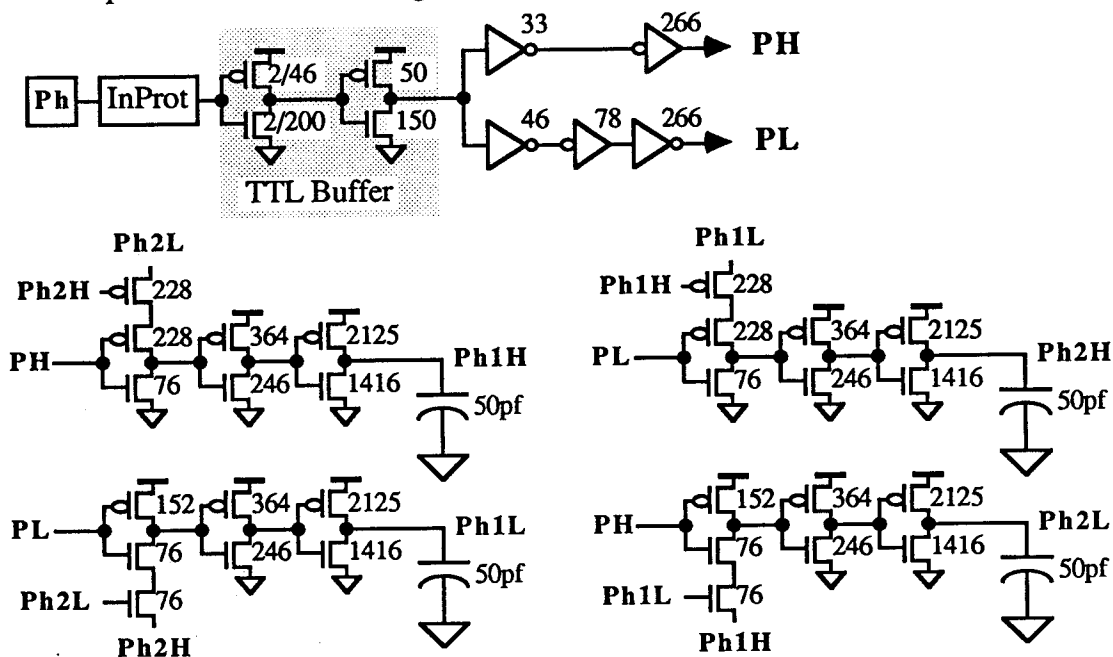 33 266
PH
2/46 50
Ph InProt
2/200 150
46 78 266
PL
TTL Buffer
Ph2L
Ph2H 228
228 364 2125
PH Ph1H
76 246 1416
50pf
Ph1L
Ph1H 228
228 364 2125
PL Ph2H
76 246 1416
50pf
152 364 2125
PL Ph1L
76 246 1416
50pf
Ph2L 76
Ph2H
152 364 2125
PH Ph2L
76 246 1416
50pf
Ph1L 76
Ph1H